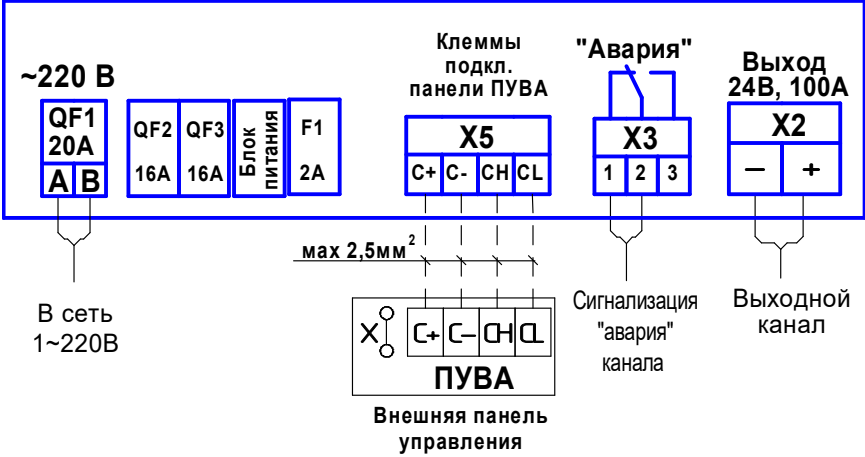 ~220 В
QF1
20А
А В
QF2
16А
QF3
16А
Блок
питания
F1
2А
Клеммы
подкл.
панели ПУВА
X5
C+ C- CH CL
"Авария"
X3
1 2 3
Выход
24В, 100А
X2
– +
мах 2,5мм²
В сеть
1~220В
X C+ C– CH CL
ПУВА
Внешняя панель
управления
Сигнализация
"авария"
канала
Выходной
канал